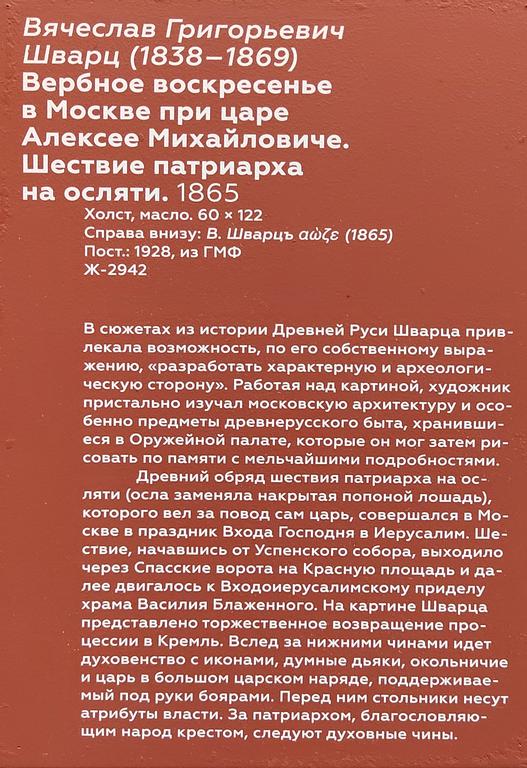 Вячеслав Григорьевич
Шварц (1838–1869)
Вербное воскресенье
в Москве при царе
Алексее Михайловиче.
Шествие патриарха
на осляти. 1865
Холст, масло. 60 × 122
Справа внизу: В. Шварцъ аѡ̀ζε (1865)
Пост.: 1928, из ГМФ
Ж-2942
В сюжетах из истории Древней Руси Шварца прив-
лекала возможность, по его собственному выра-
жению, «разработать характерную и археологи-
ческую сторону». Работая над картиной, художник
пристально изучал московскую архитектуру и осо-
бенно предметы древнерусского быта, хранивши-
еся в Оружейной палате, которые он мог затем ри-
совать по памяти с мельчайшими подробностями.
Древний обряд шествия патриарха на ос-
ляти (осла заменяла накрытая попоной лошадь),
которого вел за повод сам царь, совершался в Мо-
скве в праздник Входа Господня в Иерусалим. Ше-
ствие, начавшись от Успенского собора, выходило
через Спасские ворота на Красную площадь и да-
лее двигалось к Входоиерусалимскому приделу
храма Василия Блаженного. На картине Шварца
представлено торжественное возвращение про-
цессии в Кремль. Вслед за нижними чинами идет
духовенство с иконами, думные дьяки, окольничие
и царь в большом царском наряде, поддерживае-
мый под руки боярами. Перед ним стольники несут
атрибуты власти. За патриархом, благословляю-
щим народ крестом, следуют духовные чины.